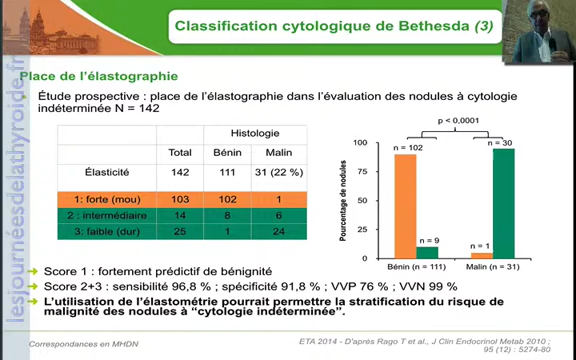 Classification cytologique de Bethesda (3)
Place de l'élastographie
Étude prospective : place de l'élastographie dans l'évaluation des nodules à cytologie
indéterminée N = 142
Histologie
Total Bénin Malin
Élasticité 142 111 31 (22 %)
1: forte (mou) 103 102 1
2 : intermédiaire 14 8 6
3: faible (dur) 25 1 24
p < 0,0001
Pourcentage de nodules
100
75
50
25
0
n = 102
n = 9
n = 1
n = 30
Bénin (n = 111) Malin (n = 31)
Score 1 : fortement prédictif de bénignité
Score 2+3 : sensibilité 96,8 % ; spécificité 91,8 % ; VVP 76 % ; VVN 99 %
L'utilisation de l'élastométrie pourrait permettre la stratification du risque de
malignité des nodules à "cytologie indéterminée".
Correspondances en MHDN
ETA 2014 - D'après Rago T et al., J Clin Endocrinol Metab 2010 ;
95 (12) : 5274-80
lesjournéesdelathyroide.fr